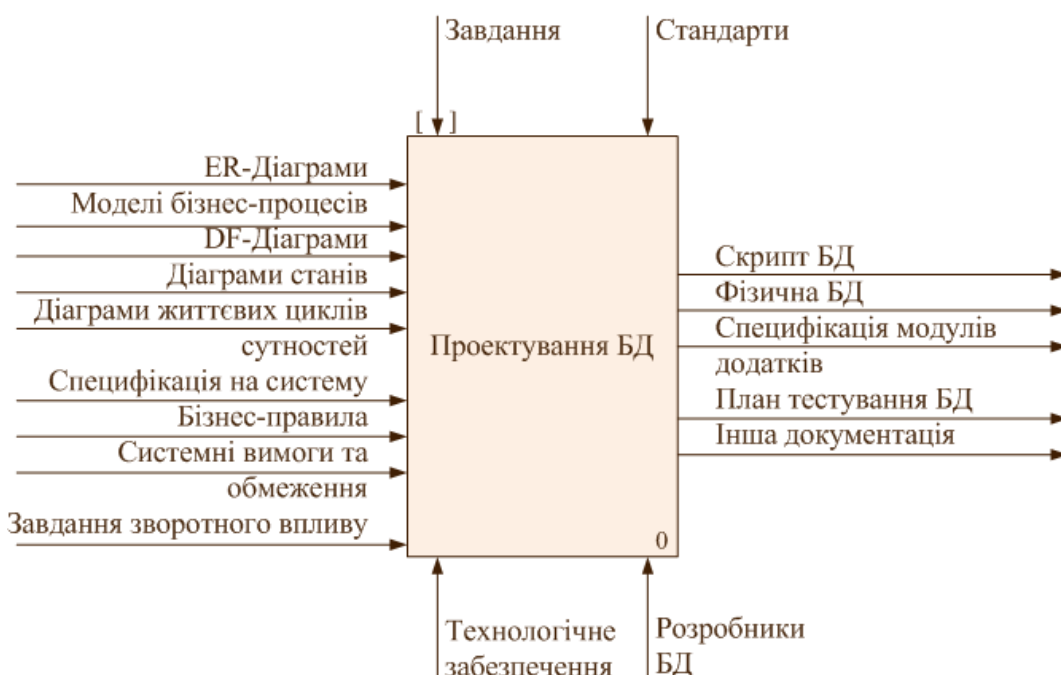 Завдання
Стандарти
[ ]
ER-Діаграми
Моделі бізнес-процесів
DF-Діаграми
Діаграми станів
Діаграми життєвих циклів
сутностей
Специфікація на систему
Бізнес-правила
Системні вимоги та
обмеження
Завдання зворотного впливу
Проектування БД
0
Скрипт БД
Фізична БД
Специфікація модулів
додатків
План тестування БД
Інша документація
Технологічне
забезпечення
Розробники
БД